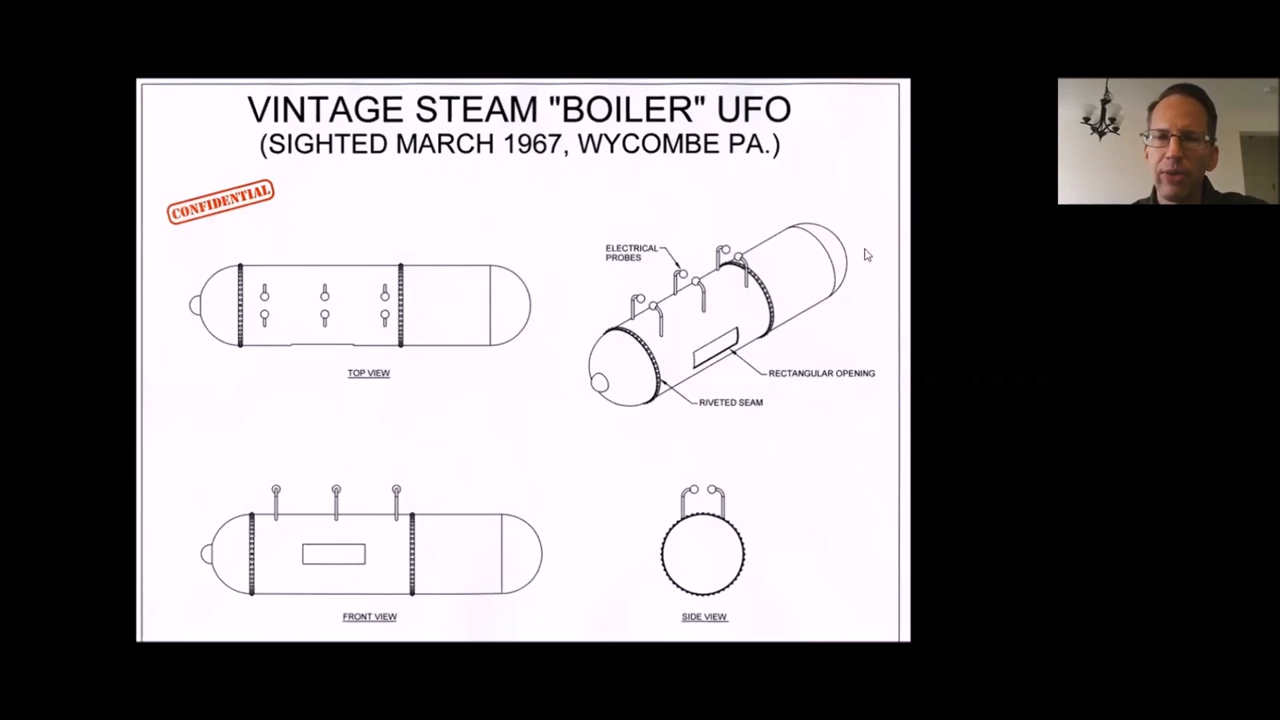 VINTAGE STEAM "BOILER" UFO
(SIGHTED MARCH 1967, WYCOMBE PA.)
CONFIDENTIAL
ELECTRICAL
PROBES
TOP VIEW
RECTANGULAR OPENING
RIVETED SEAM
FRONT VIEW
SIDE VIEW